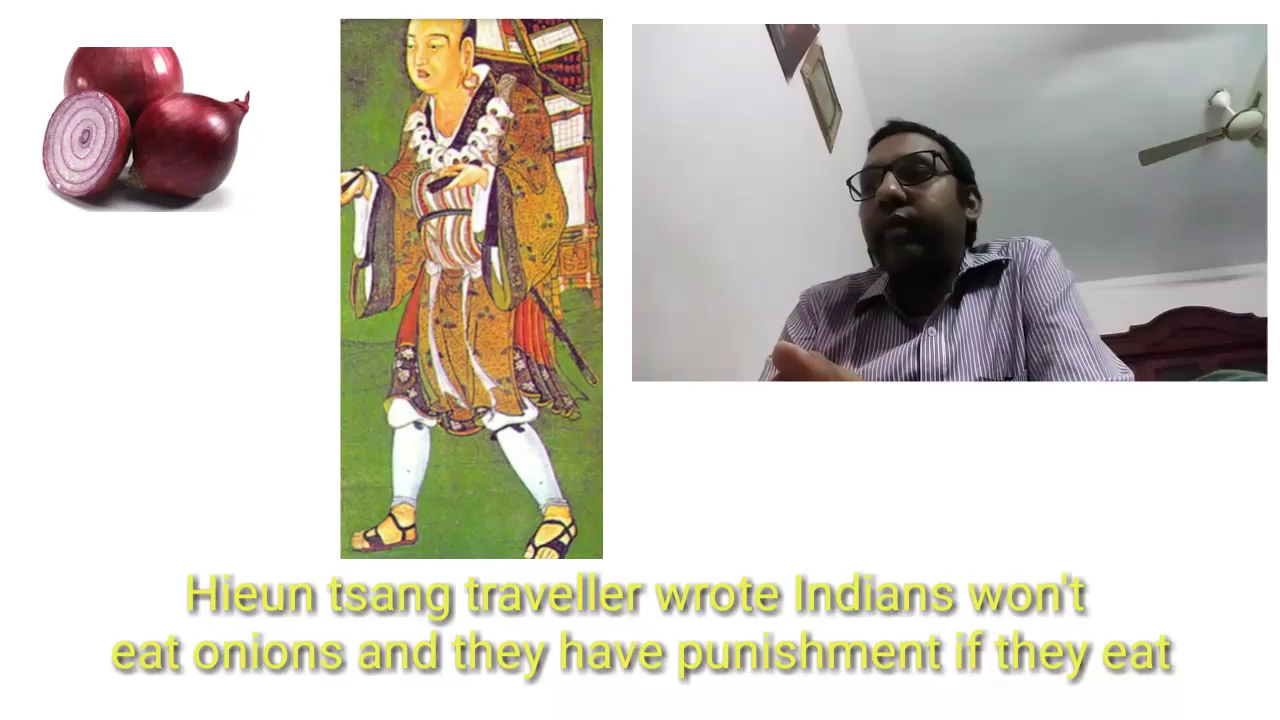 Hieun tsang traveller wrote Indians won't
eat onions and they have punishment if they eat